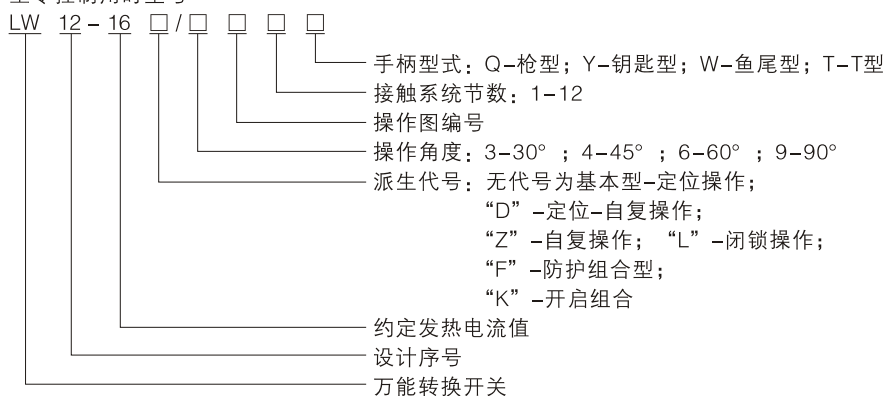 LW 12-16 □/□ □ □ □
手柄型式：Q-枪型；Y-钥匙型；W-鱼尾型；T-T型
接触系统节数：1-12
操作图编号
操作角度：3-30° ；4-45° ；6-60° ；9-90°
派生代号：无代号为基本型-定位操作；
“D” -定位-自复操作；
“Z” -自复操作； “L” -闭锁操作；
“F” -防护组合型；
“K” -开启组合
约定发热电流值
设计序号
万能转换开关